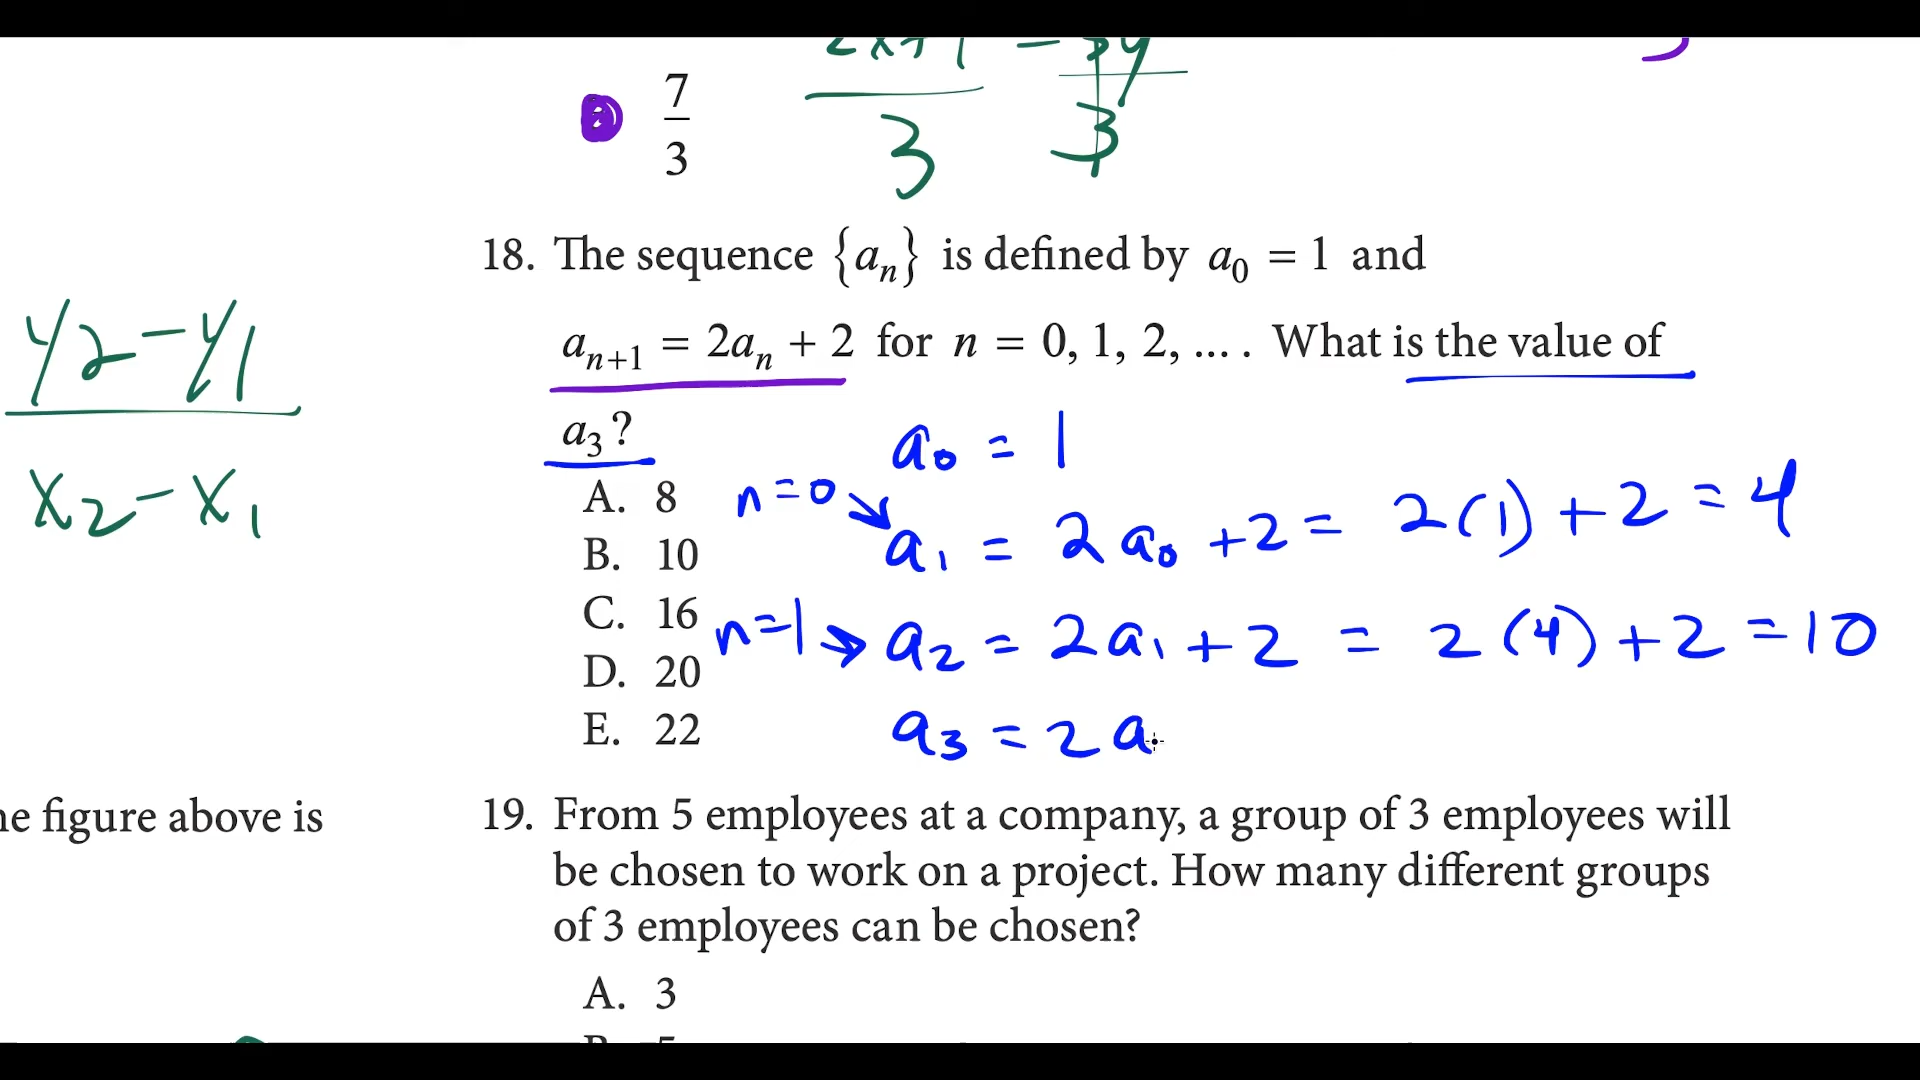 7
3
3
3
18. The sequence {aₙ} is defined by a₀ = 1 and
aₙ₊₁ = 2aₙ + 2 for n = 0, 1, 2, ... . What is the value of
a₃ ?
A. 8
B. 10
C. 16
D. 20
E. 22
y2 - y1
x2 - x1
a₀ = 1
n=0 → a₁ = 2a₀ + 2 = 2(1) + 2 = 4
n=1 → a₂ = 2a₁ + 2 = 2(4) + 2 = 10
a₃ = 2a
ne figure above is
19. From 5 employees at a company, a group of 3 employees will
be chosen to work on a project. How many different groups
of 3 employees can be chosen?
A. 3